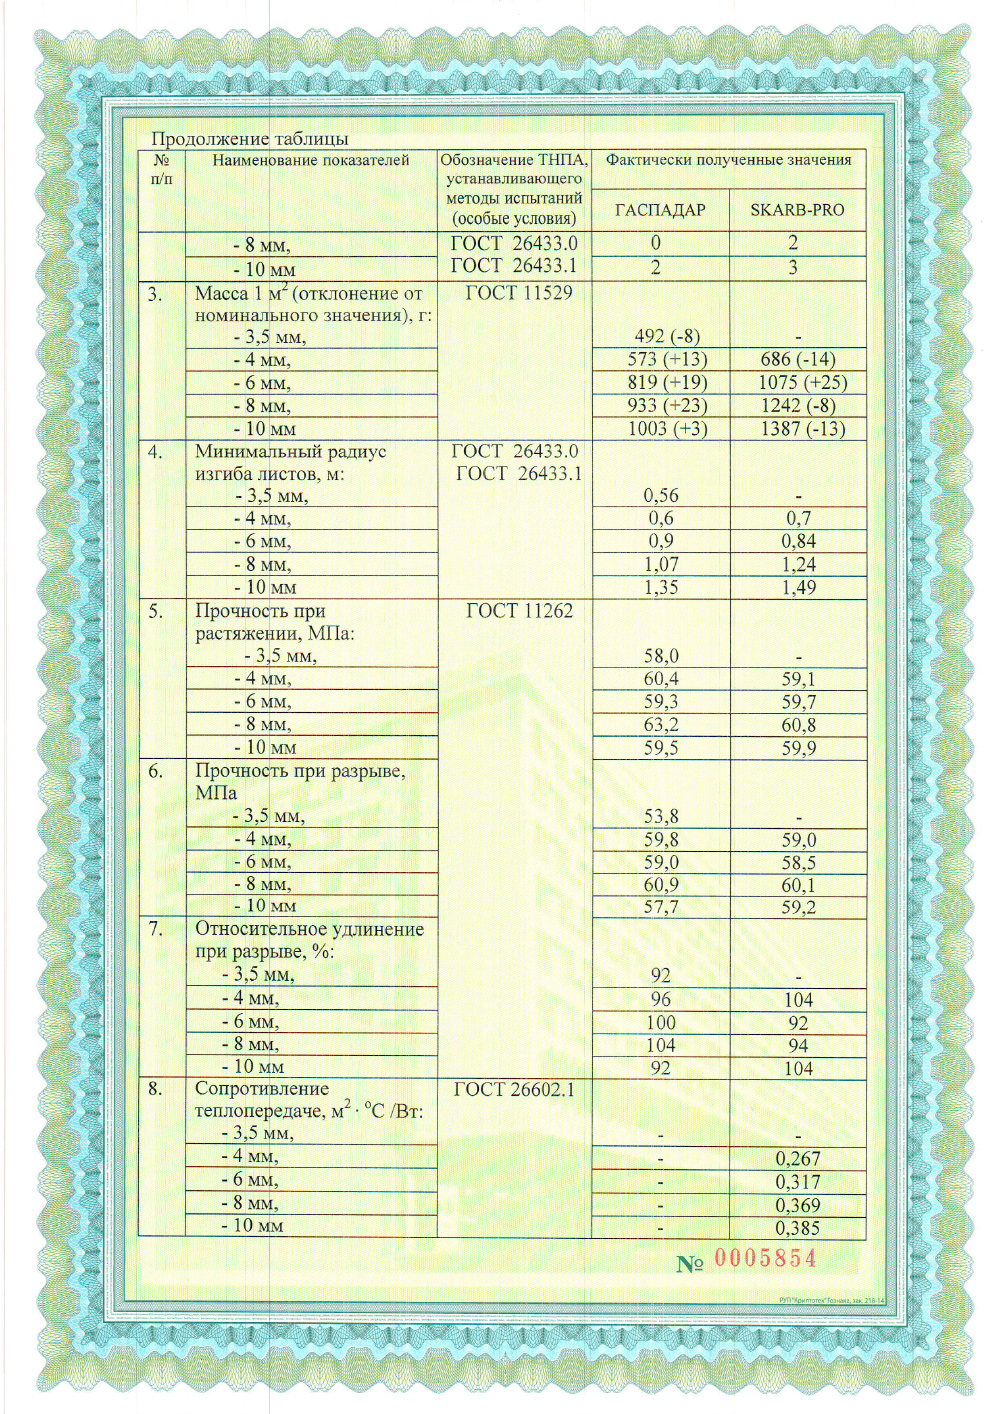 Продолжение таблицы
№ Наименование показателей Обозначение ТНПА, Фактически полученные значения
п/п устанавливающего
методы испытаний
(особые условия) ГАСПАДАР SKARB-PRO
- 8 мм, ГОСТ 26433.0 0 2
- 10 мм ГОСТ 26433.1 2 3
3. Масса 1 м² (отклонение от ГОСТ 11529
номинального значения), г:
- 3,5 мм, 492 (-8) -
- 4 мм, 573 (+13) 686 (-14)
- 6 мм, 819 (+19) 1075 (+25)
- 8 мм, 933 (+23) 1242 (-8)
- 10 мм 1003 (+3) 1387 (-13)
4. Минимальный радиус ГОСТ 26433.0
изгиба листов, м: ГОСТ 26433.1
- 3,5 мм, 0,56 -
- 4 мм, 0,6 0,7
- 6 мм, 0,9 0,84
- 8 мм, 1,07 1,24
- 10 мм 1,35 1,49
5. Прочность при ГОСТ 11262
растяжении, МПа:
- 3,5 мм, 58,0 -
- 4 мм, 60,4 59,1
- 6 мм, 59,3 59,7
- 8 мм, 63,2 60,8
- 10 мм 59,5 59,9
6. Прочность при разрыве,
МПа
- 3,5 мм, 53,8 -
- 4 мм, 59,8 59,0
- 6 мм, 59,0 58,5
- 8 мм, 60,9 60,1
- 10 мм 57,7 59,2
7. Относительное удлинение
при разрыве, %:
- 3,5 мм, 92 -
- 4 мм, 96 104
- 6 мм, 100 92
- 8 мм, 104 94
- 10 мм 92 104
8. Сопротивление ГОСТ 26602.1
теплопередаче, м² · °С /Вт:
- 3,5 мм, - -
- 4 мм, - 0,267
- 6 мм, - 0,317
- 8 мм, - 0,369
- 10 мм - 0,385
№ 0005854
РУП "Криптотех" Гознака, зак. 218-14